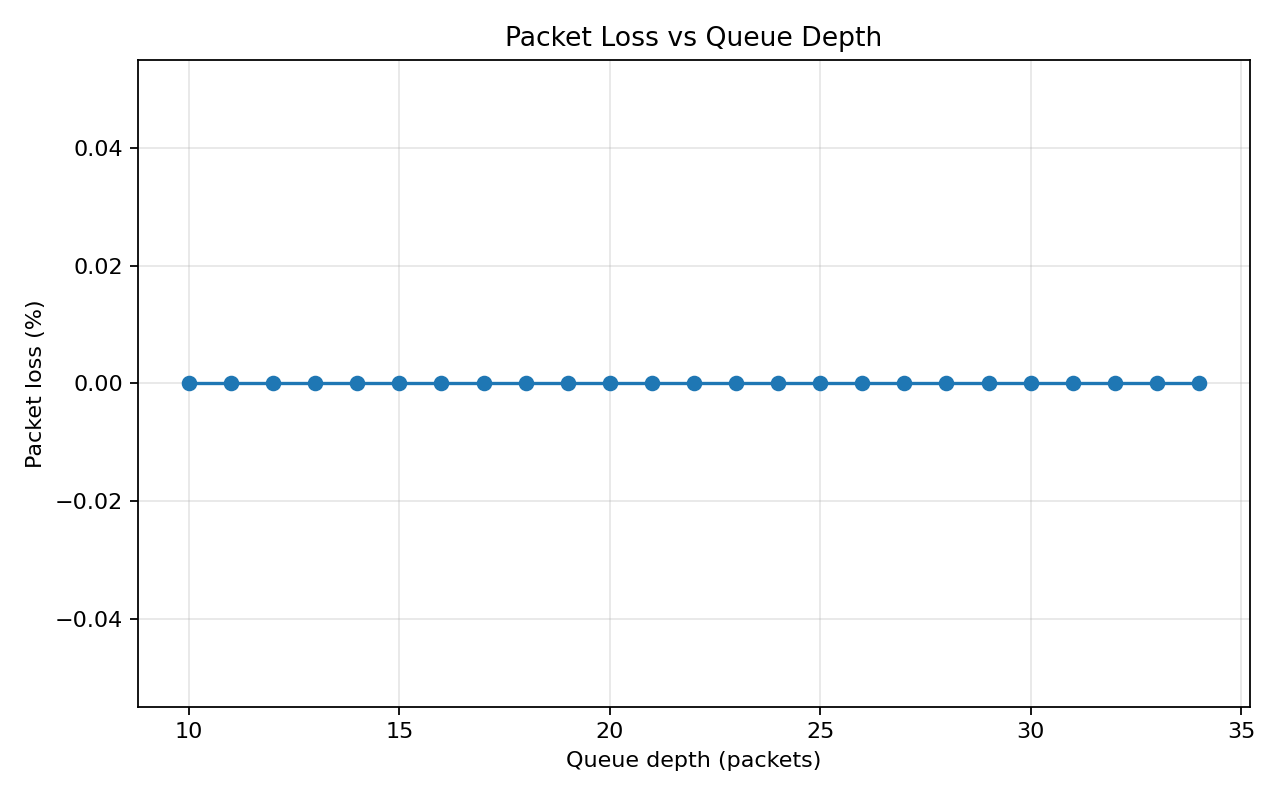 Packet Loss vs Queue Depth
Packet loss (%)
0.04
0.02
0.00
−0.02
−0.04
10 15 20 25 30 35
Queue depth (packets)